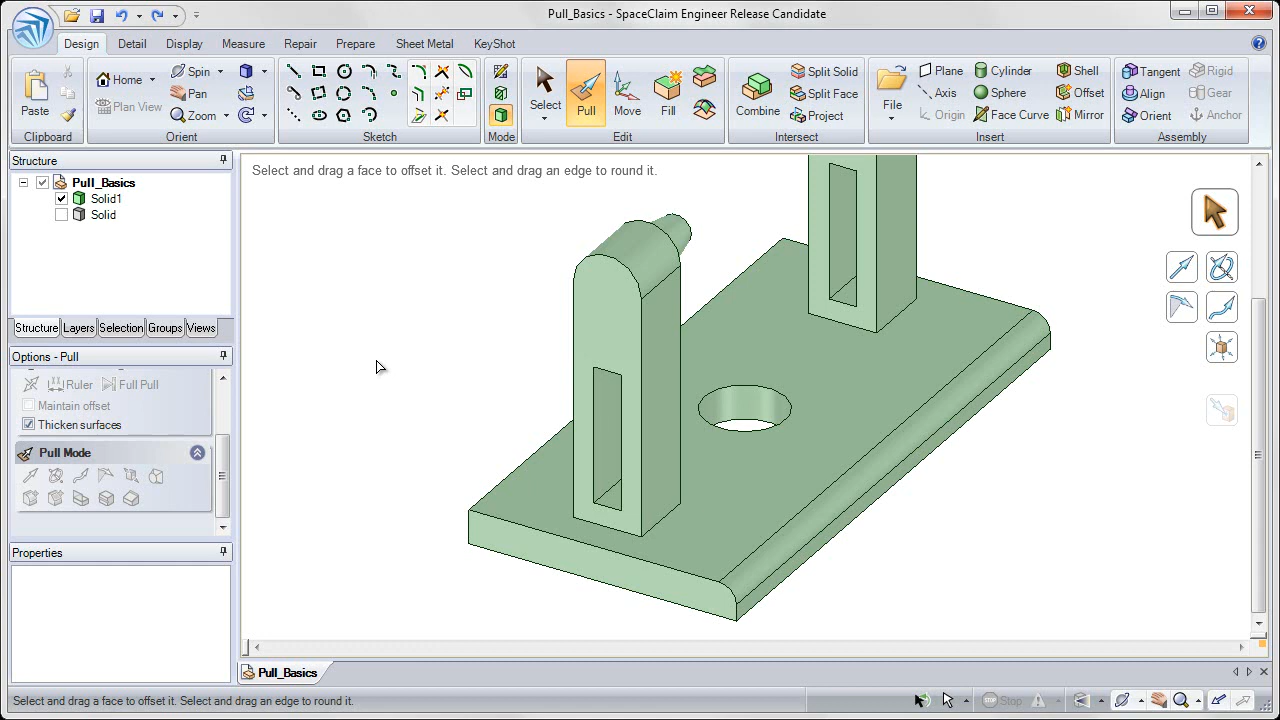 Pull_Basics - SpaceClaim Engineer Release Candidate
Design Detail Display Measure Repair Prepare Sheet Metal KeyShot
Paste
Clipboard
Home Spin
Plan View Pan
Zoom
Orient
Sketch
Mode
Select Pull Move Fill
Edit
Combine Split Solid
Split Face
Project
Intersect
File Plane Cylinder Shell
Axis Sphere Offset
Origin Face Curve Mirror
Insert
Tangent Rigid
Align Gear
Orient Anchor
Assembly
Structure
Pull_Basics
Solid1
Solid
Structure Layers Selection Groups Views
Options - Pull
Ruler Full Pull
Maintain offset
Thicken surfaces
Pull Mode
Properties
Select and drag a face to offset it. Select and drag an edge to round it.
Pull_Basics
Select and drag a face to offset it. Select and drag an edge to round it.
Stop